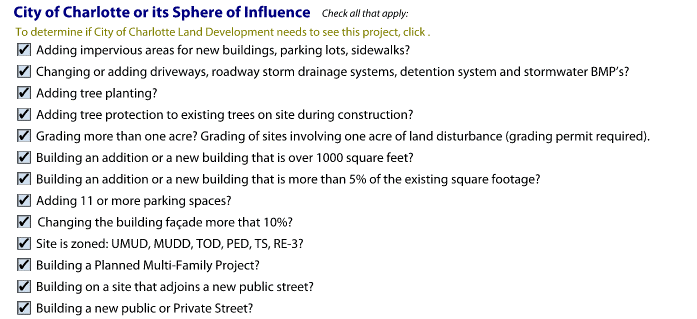 City of Charlotte or its Sphere of Influence Check all that apply:
To determine if City of Charlotte Land Development needs to see this project, click .
Adding impervious areas for new buildings, parking lots, sidewalks?
Changing or adding driveways, roadway storm drainage systems, detention system and stormwater BMP's?
Adding tree planting?
Adding tree protection to existing trees on site during construction?
Grading more than one acre? Grading of sites involving one acre of land disturbance (grading permit required).
Building an addition or a new building that is over 1000 square feet?
Building an addition or a new building that is more than 5% of the existing square footage?
Adding 11 or more parking spaces?
Changing the building façade more that 10%?
Site is zoned: UMUD, MUDD, TOD, PED, TS, RE-3?
Building a Planned Multi-Family Project?
Building on a site that adjoins a new public street?
Building a new public or Private Street?